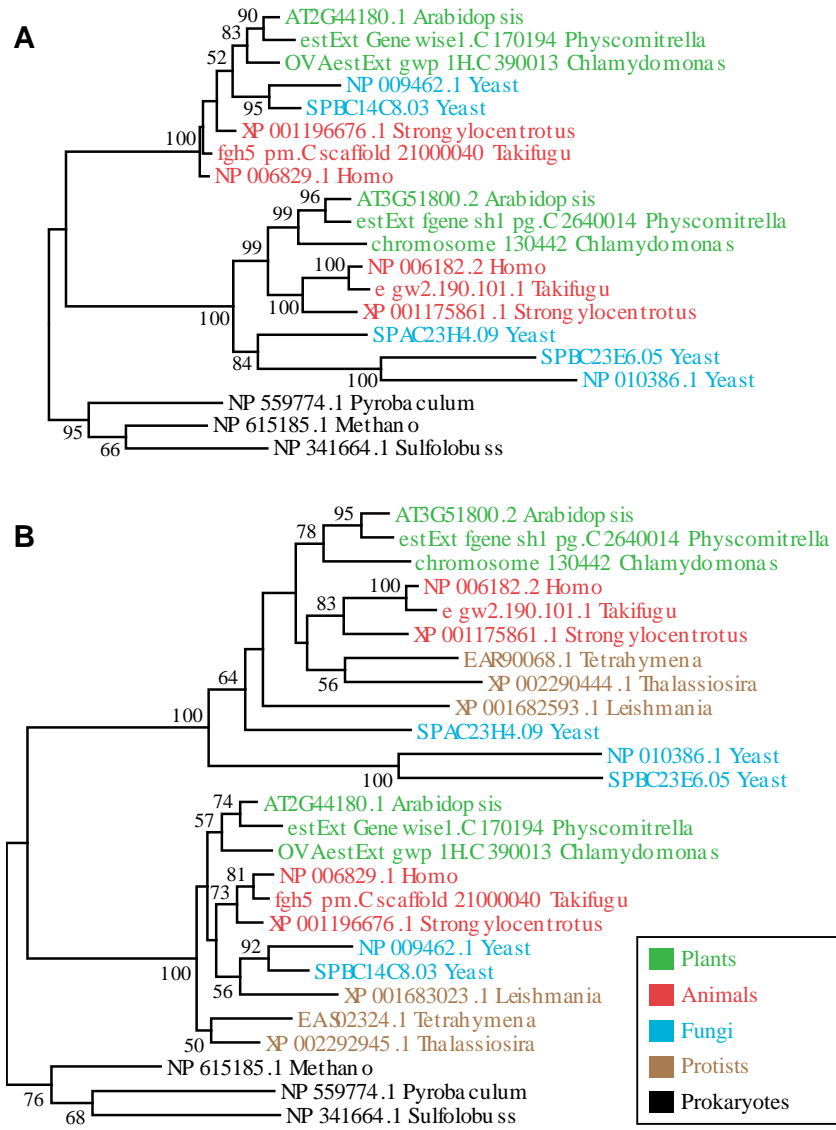 A
90
AT2G44180.1 Arabidopsis
83
estExt Genewise1.C 170194 Physcomitrella
OVAestExt gwp 1H.C 390013 Chlamydomonas
52
NP 009462.1 Yeast
95
SPBC14C8.03 Yeast
100
XP 001196676.1 Strongylocentrotus
fgh5 pm.Cscaffold 21000040 Takifugu
NP 006829.1 Homo
96
AT3G51800.2 Arabidopsis
99
estExt fgenesh1 pg.C2640014 Physcomitrella
chromosome 130442 Chlamydomonas
99
100
NP 006182.2 Homo
e gw2.190.101.1 Takifugu
100
XP 001175861.1 Strongylocentrotus
100
SPAC23H4.09 Yeast
84
SPBC23E6.05 Yeast
100
NP 010386.1 Yeast
NP 559774.1 Pyrobaculum
95
NP 615185.1 Methano
66
NP 341664.1 Sulfolobuss
B
95
AT3G51800.2 Arabidopsis
78
estExt fgenesh1 pg.C2640014 Physcomitrella
chromosome 130442 Chlamydomonas
100
NP 006182.2 Homo
83
e gw2.190.101.1 Takifugu
XP 001175861.1 Strongylocentrotus
EAR90068.1 Tetrahymena
56
XP 002290444.1 Thalassiosira
64
XP 001682593.1 Leishmania
100
SPAC23H4.09 Yeast
NP 010386.1 Yeast
100
SPBC23E6.05 Yeast
74
AT2G44180.1 Arabidopsis
57
estExt Genewise1.C 170194 Physcomitrella
OVAestExt gwp 1H.C 390013 Chlamydomonas
81
NP 006829.1 Homo
73
fgh5 pm.Cscaffold 21000040 Takifugu
XP 001196676.1 Strongylocentrotus
92
NP 009462.1 Yeast
100
SPBC14C8.03 Yeast
56
XP 001683023.1 Leishmania
EAS02324.1 Tetrahymena
50
XP 002292945.1 Thalassiosira
NP 615185.1 Methano
76
NP 559774.1 Pyrobaculum
68
NP 341664.1 Sulfolobuss
Plants
Animals
Fungi
Protists
Prokaryotes